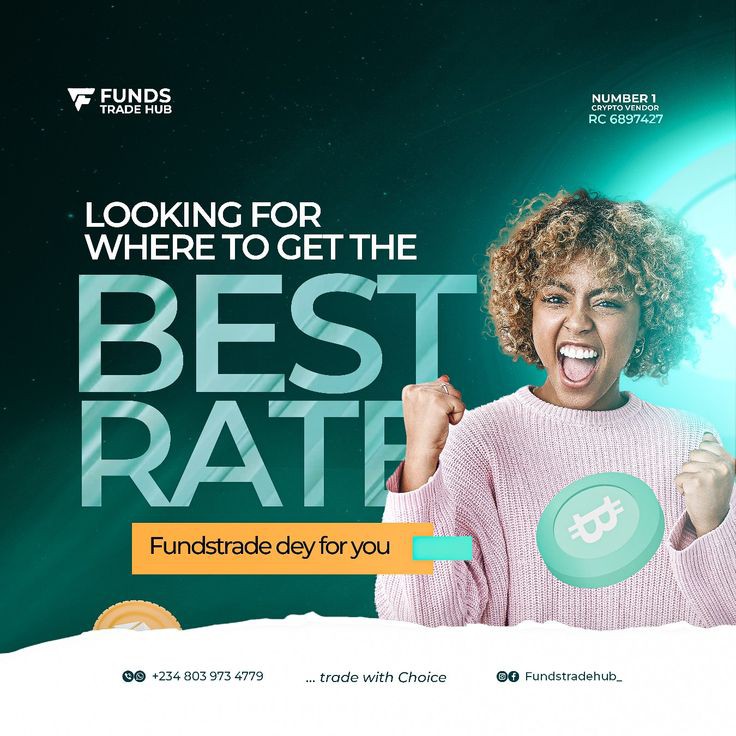 FUNDS
TRADE HUB
NUMBER 1
CRYPTO VENDOR
RC 6897427
LOOKING FOR
WHERE TO GET THE
BEST
RATE
Fundstrade dey for you
+234 803 973 4779
... trade with Choice
Fundstradehub_